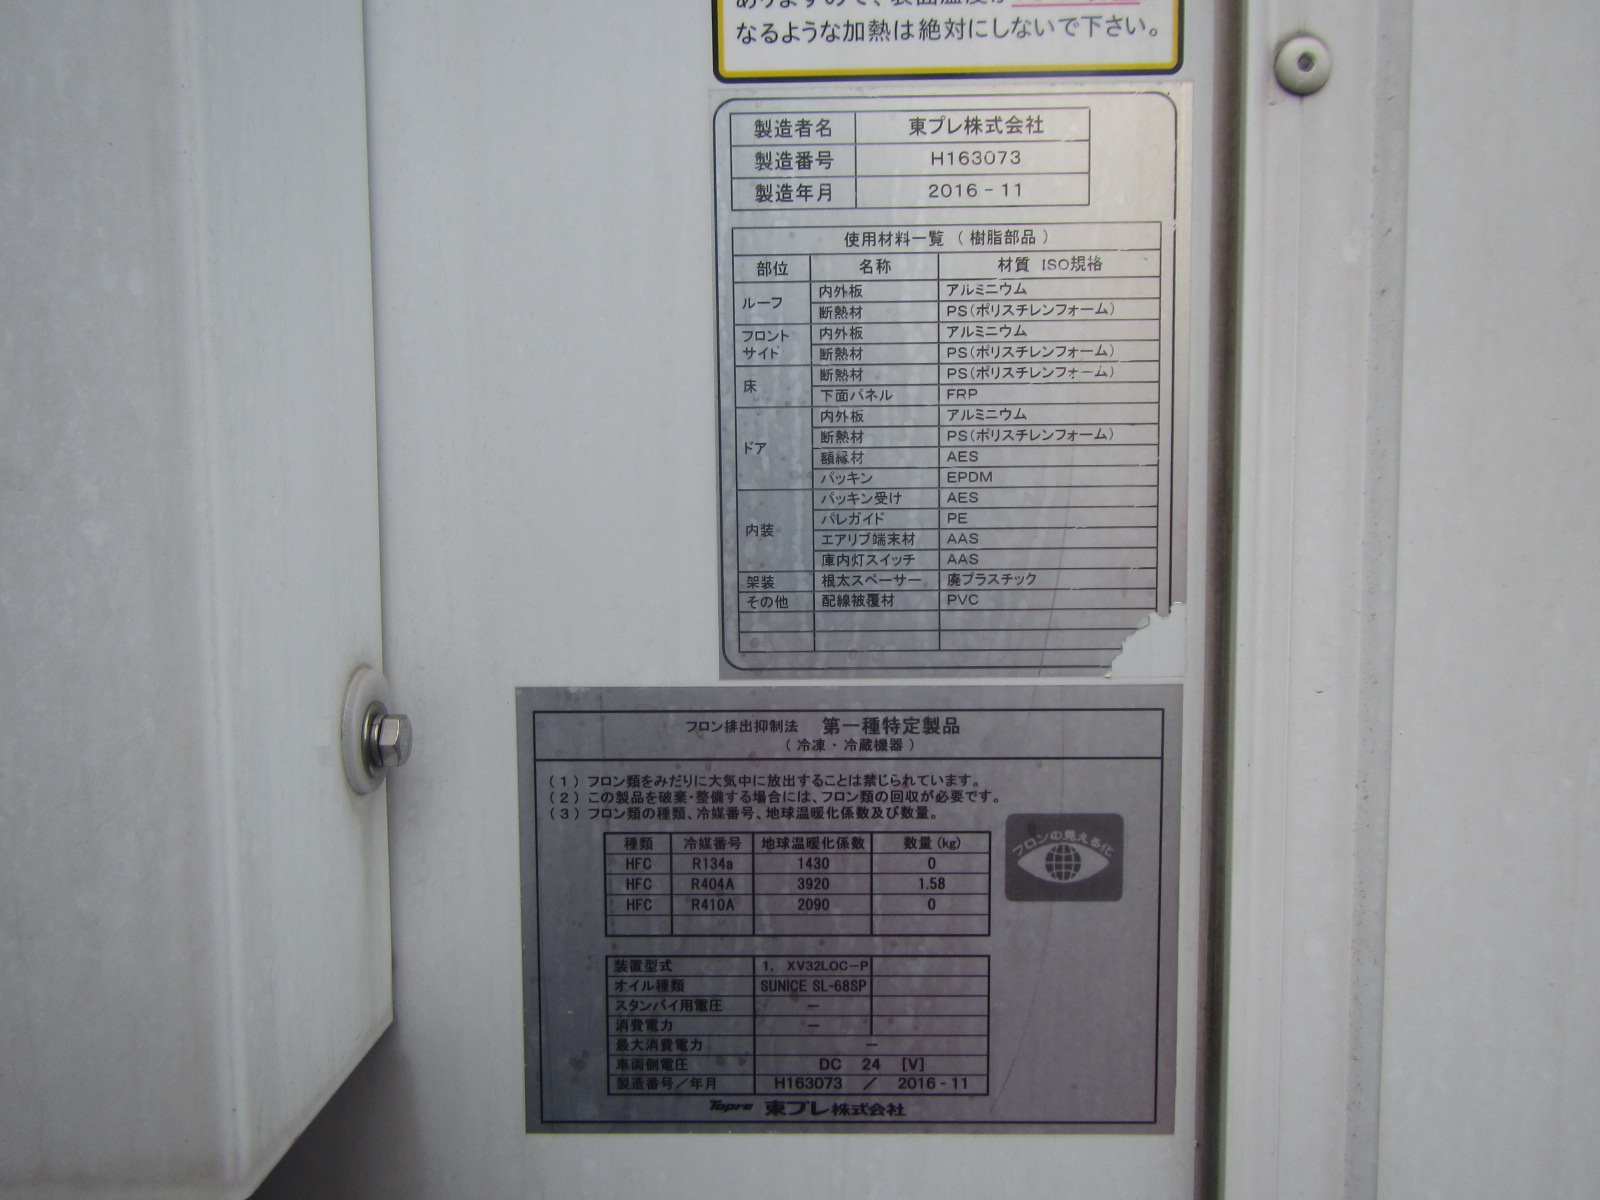 なるような加熱は絶対にしないで下さい。
製造者名 東プレ株式会社
製造番号 H163073
製造年月 2016 - 11
使用材料一覧 （ 樹脂部品 ）
部位 名称 材質 ISO規格
ルーフ 内外板 アルミニウム
断熱材 PS(ポリスチレンフォーム)
フロント サイド 内外板 アルミニウム
断熱材 PS(ポリスチレンフォーム)
床 断熱材 PS(ポリスチレンフォーム)
下面パネル FRP
ドア 内外板 アルミニウム
断熱材 PS(ポリスチレンフォーム)
額縁材 AES
パッキン EPDM
内装 パッキン受け AES
パレガイド PE
エアリブ端末材 AAS
庫内灯スイッチ AAS
架装 根太スペーサー 廃プラスチック
その他 配線被覆材 PVC
フロン排出抑制法 第一種特定製品
（ 冷凍・冷蔵機器 ）
(1) フロン類をみだりに大気中に放出することは禁じられています。
(2) この製品を破棄・整備する場合には、フロン類の回収が必要です。
(3) フロン類の種類、冷媒番号、地球温暖化係数及び数量。
種類 冷媒番号 地球温暖化係数 数量 (kg)
HFC R134a 1430 0
HFC R404A 3920 1.58
HFC R410A 2090 0
フロンの見える化
装置型式 1. XV32LOC-P
オイル種類 SUNICE SL-68SP
スタンバイ用電圧 －
消費電力 －
最大消費電力 －
車両側電圧 DC 24 [V]
製造番号／年月 H163073 ／ 2016 - 11
Topre 東プレ株式会社